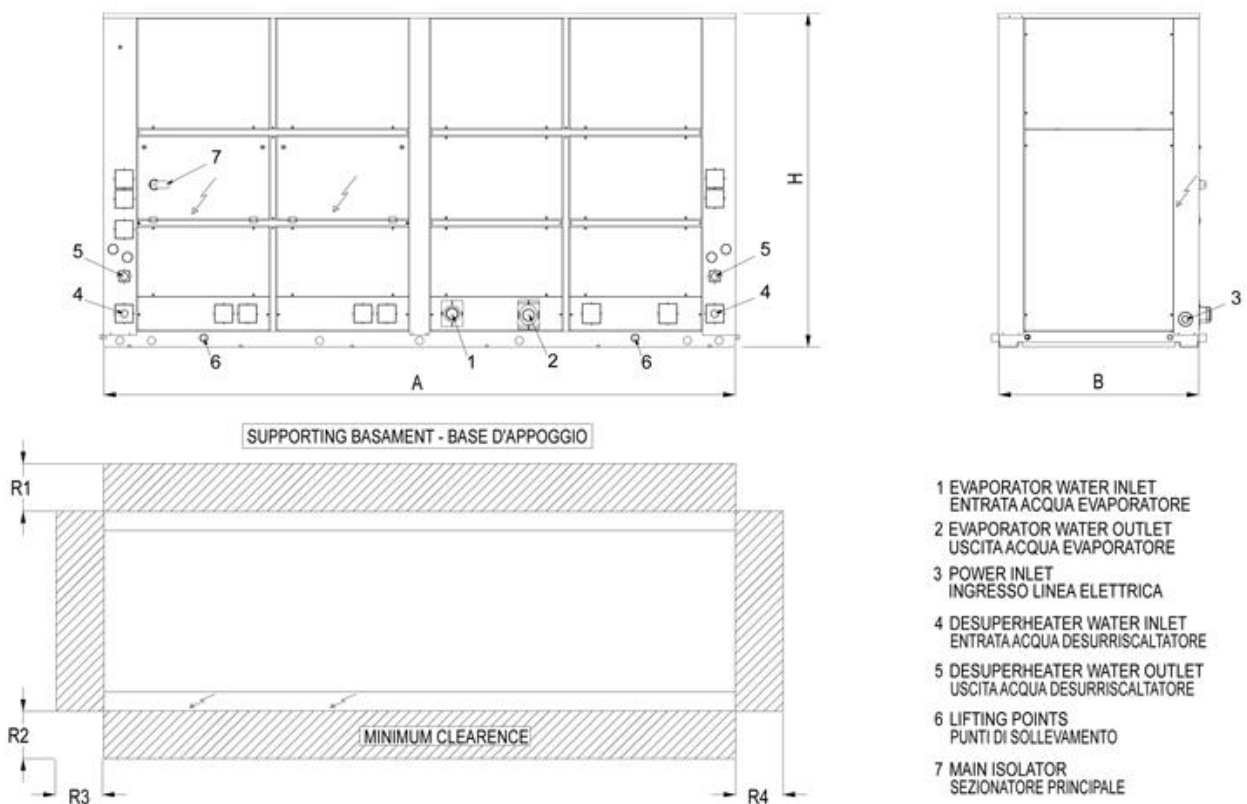 7
5
4
6
1
2
6
5
4
H
3
A
B
SUPPORTING BASAMENT - BASE D'APPOGGIO
R1
R2
MINIMUM CLEARENCE
R3
R4
1 EVAPORATOR WATER INLET
ENTRATA ACQUA EVAPORATORE
2 EVAPORATOR WATER OUTLET
USCITA ACQUA EVAPORATORE
3 POWER INLET
INGRESSO LINEA ELETTRICA
4 DESUPERHEATER WATER INLET
ENTRATA ACQUA DESURRISCALTATORE
5 DESUPERHEATER WATER OUTLET
USCITA ACQUA DESURRISCALTATORE
6 LIFTING POINTS
PUNTI DI SOLLEVAMENTO
7 MAIN ISOLATOR
SEZIONATORE PRINCIPALE